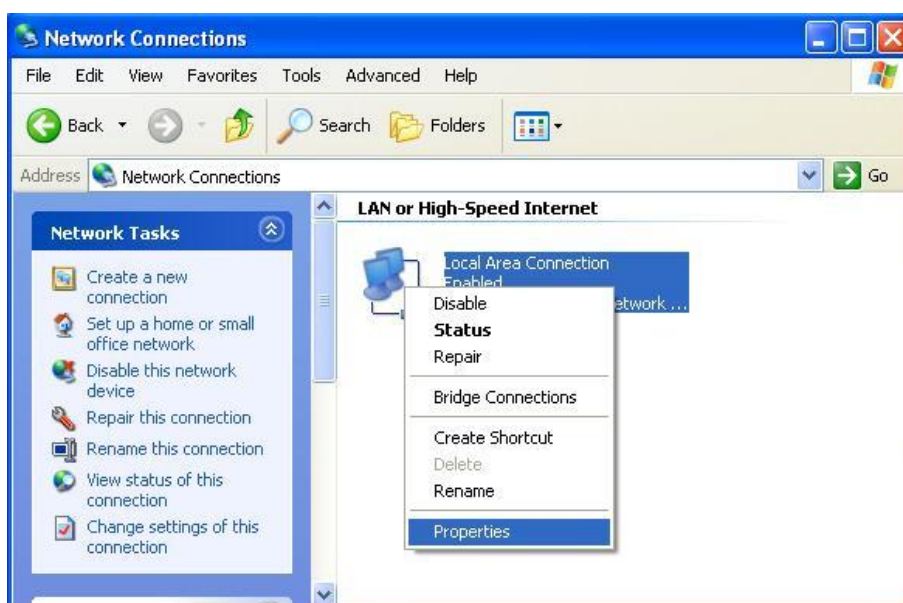 Network Connections
File Edit View Favorites Tools Advanced Help
Back Search Folders
Address Network Connections Go
Network Tasks
Create a new
connection
Set up a home or small
office network
Disable this network
device
Repair this connection
Rename this connection
View status of this
connection
Change settings of this
connection
LAN or High-Speed Internet
Local Area Connection
Enabled
etwork ...
Disable
Status
Repair
Bridge Connections
Create Shortcut
Delete
Rename
Properties